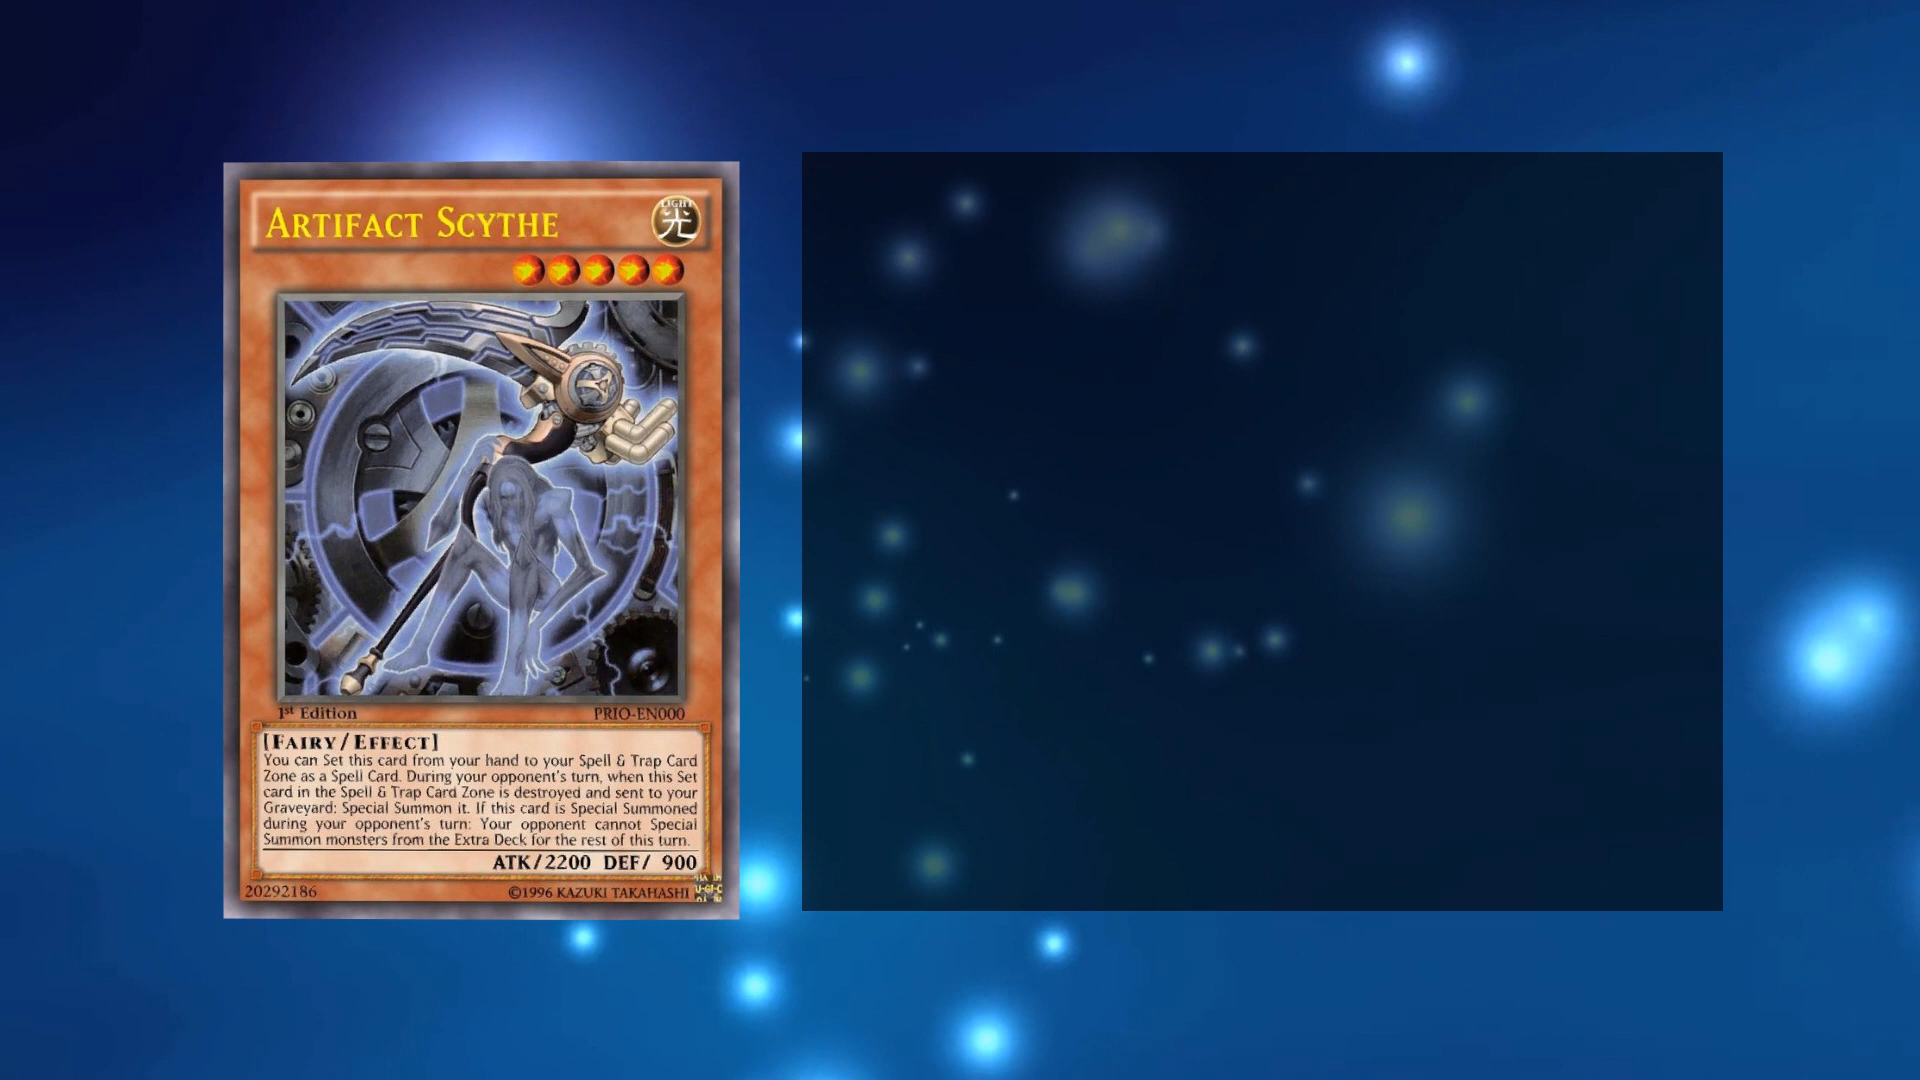 ARTIFACT SCYTHE
LIGHT
光
1st Edition
PRIO-EN000
[FAIRY/EFFECT]
You can Set this card from your hand to your Spell & Trap Card
Zone as a Spell Card. During your opponent's turn, when this Set
card in the Spell & Trap Card Zone is destroyed and sent to your
Graveyard: Special Summon it. If this card is Special Summoned
during your opponent's turn: Your opponent cannot Special
Summon monsters from the Extra Deck for the rest of this turn.
ATK/2200 DEF/ 900
20292186
©1996 KAZUKI TAKAHASHI